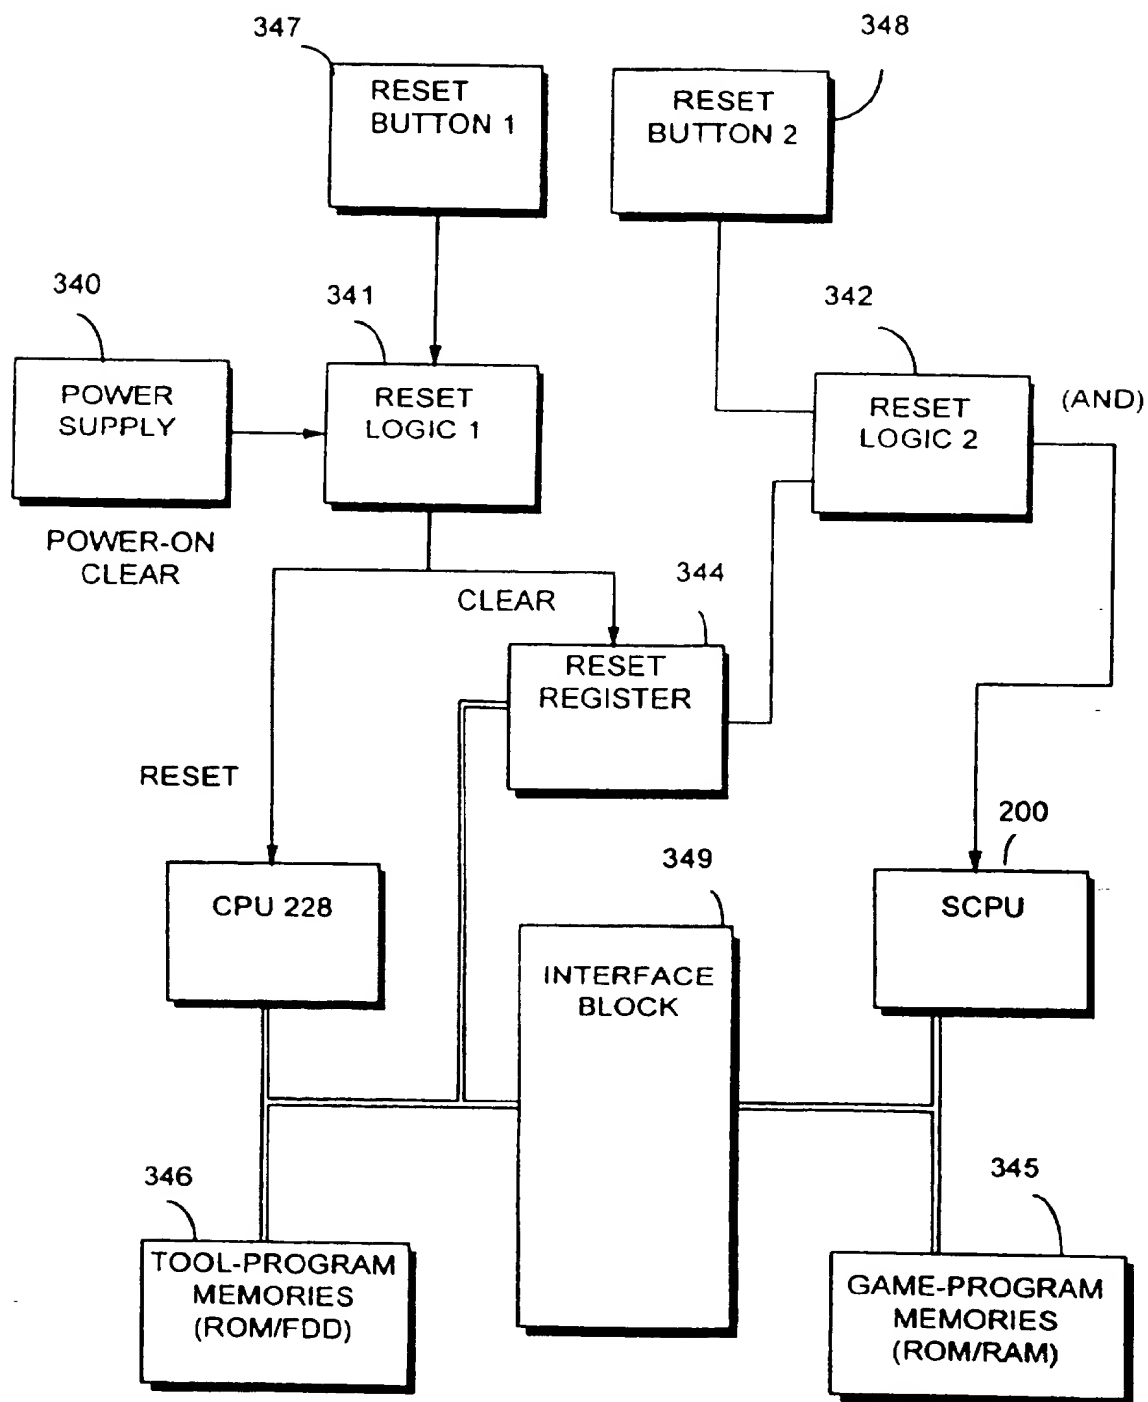 347
348
RESET
BUTTON 1
RESET
BUTTON 2
340
341
342
POWER
SUPPLY
RESET
LOGIC 1
RESET
LOGIC 2
(AND)
POWER-ON
CLEAR
CLEAR
344
RESET
REGISTER
RESET
349
200
CPU 228
SCPU
INTERFACE
BLOCK
346
345
TOOL-PROGRAM
MEMORIES
(ROM/FDD)
GAME-PROGRAM
MEMORIES
(ROM/RAM)